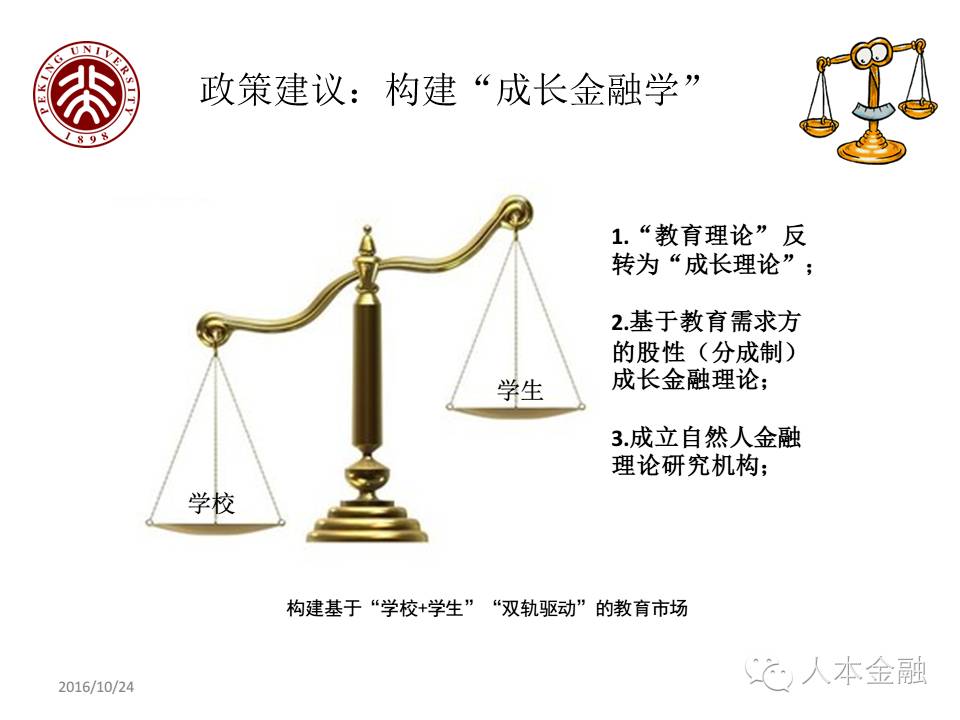 PEKING UNIVERSITY
1898
政策建议：构建“成长金融学”
1.“教育理论” 反
转为“成长理论”；
2.基于教育需求方
的股性（分成制）
成长金融理论；
3.成立自然人金融
理论研究机构；
学生
学校
构建基于“学校+学生”“双轨驱动”的教育市场
2016/10/24
人本金融